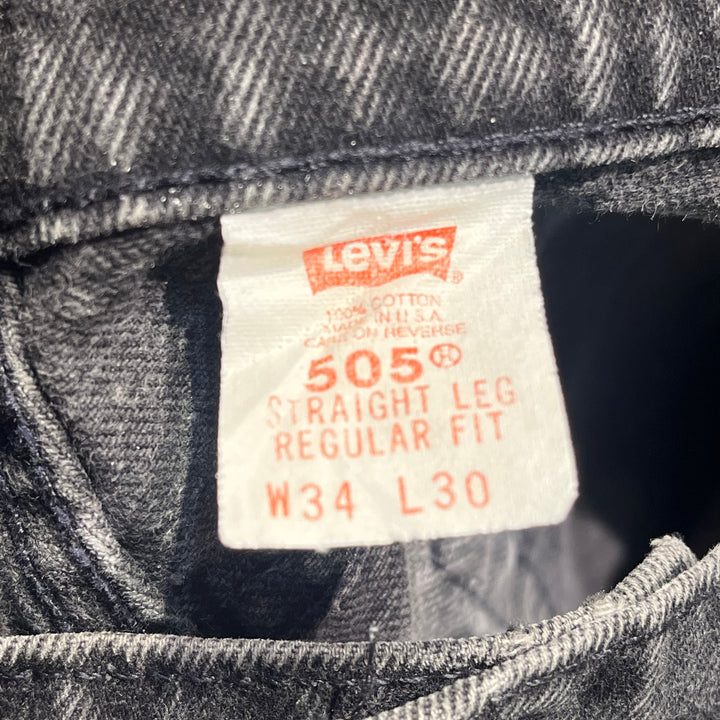 Levi's ®
100% COTTON
MADE IN U.S.A.
CARE ON REVERSE
505®
STRAIGHT LEG
REGULAR FIT
W34 L30